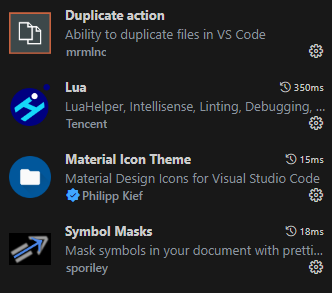 Duplicate action
Ability to duplicate files in VS Code
mrmlnc
Lua 350ms
LuaHelper, Intellisense, Linting, Debugging, ...
Tencent
Material Icon Theme 15ms
Material Design Icons for Visual Studio Code
Philipp Kief
Symbol Masks 18ms
Mask symbols in your document with pretti...
sporiley